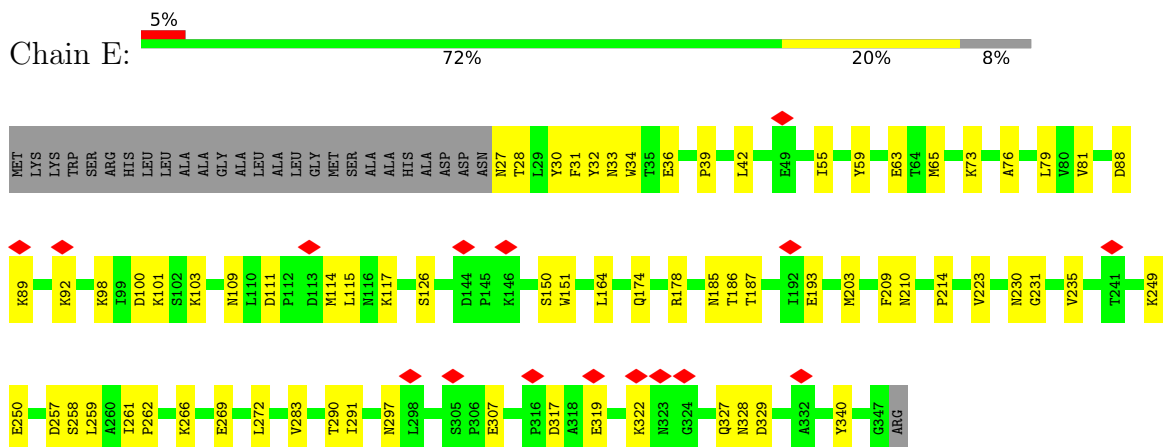 5%
Chain E:
72% 20% 8%
MET LYS LYS TRP SER ARG HIS LEU LEU ALA ALA GLY ALA LEU ALA LEU GLY MET SER ALA ALA HIS ALA ASP ASP ASN N27 T28 L29 Y30 F31 Y32 N33 W34 T35 E36 P39 L42 E49 I55 Y59 E63 T64 M65 K73 A76 L79 V80 V81 D88
K89 K92 K98 I99 D100 K101 S102 K103 N109 L110 D111 P112 D113 M114 L115 N116 K117 S126 D144 P145 K146 S150 W151 L164 Q174 R178 N185 T186 T187 I192 E193 M203 F209 N210 P214 V223 N230 G231 V235 T241 K249
E250 D257 S258 L259 A260 I261 P262 K266 E269 L272 V283 T290 I291 N297 L298 S305 P306 E307 P316 D317 A318 E319 K322 N323 G324 Q327 N328 D329 A332 Y340 G347 ARG